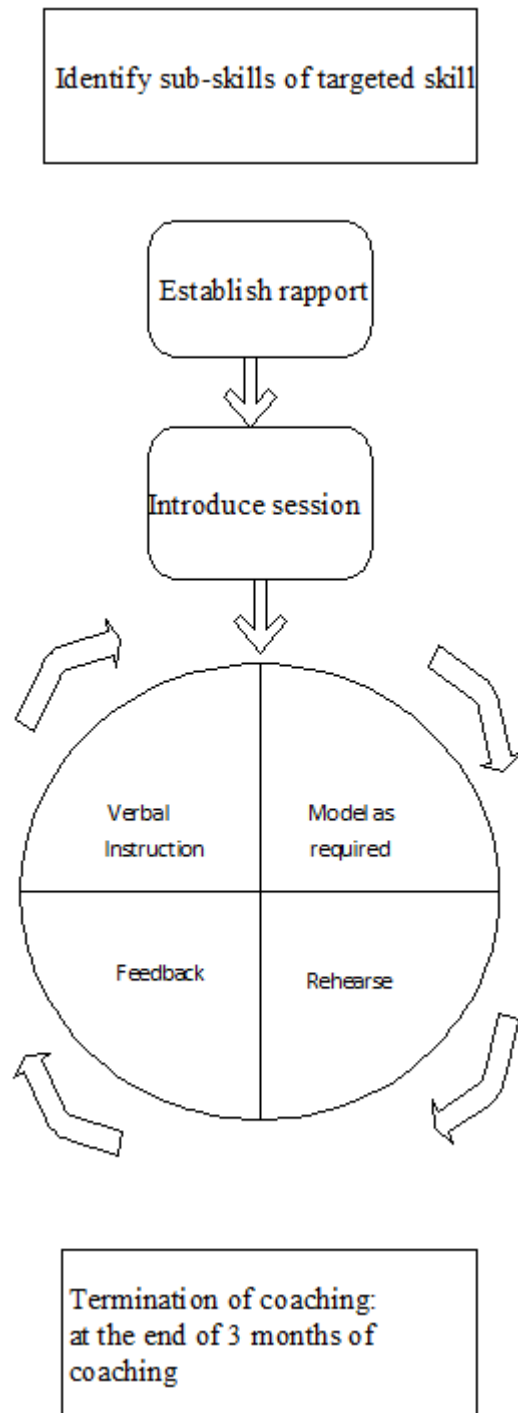 Identify sub-skills of targeted skill
Establish rapport
Introduce session
Verbal
Instruction
Model as
required
Feedback
Rehearse
Termination of coaching:
at the end of 3 months of
coaching